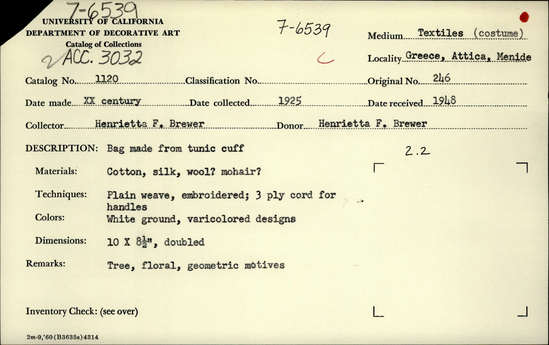 7-6539
UNIVERSITY OF CALIFORNIA
DEPARTMENT OF DECORATIVE ART
Catalog of Collections
ACC. 3032
7-6539
C
Medium Textiles (costume)
Locality Greece, Attica, Menide
Catalog No. 1120 Classification No. Original No. 246
Date made XX century Date collected 1925 Date received 1948
Collector Henrietta F. Brewer Donor Henrietta F. Brewer
DESCRIPTION: Bag made from tunic cuff 2.2
Materials: Cotton, silk, wool? mohair?
Techniques: Plain weave, embroidered; 3 ply cord for
handles
Colors: White ground, varicolored designs
Dimensions: 10 X 8½", doubled
Remarks: Tree, floral, geometric motives
Inventory Check: (see over)
2m-9,'60(B3635s)4214